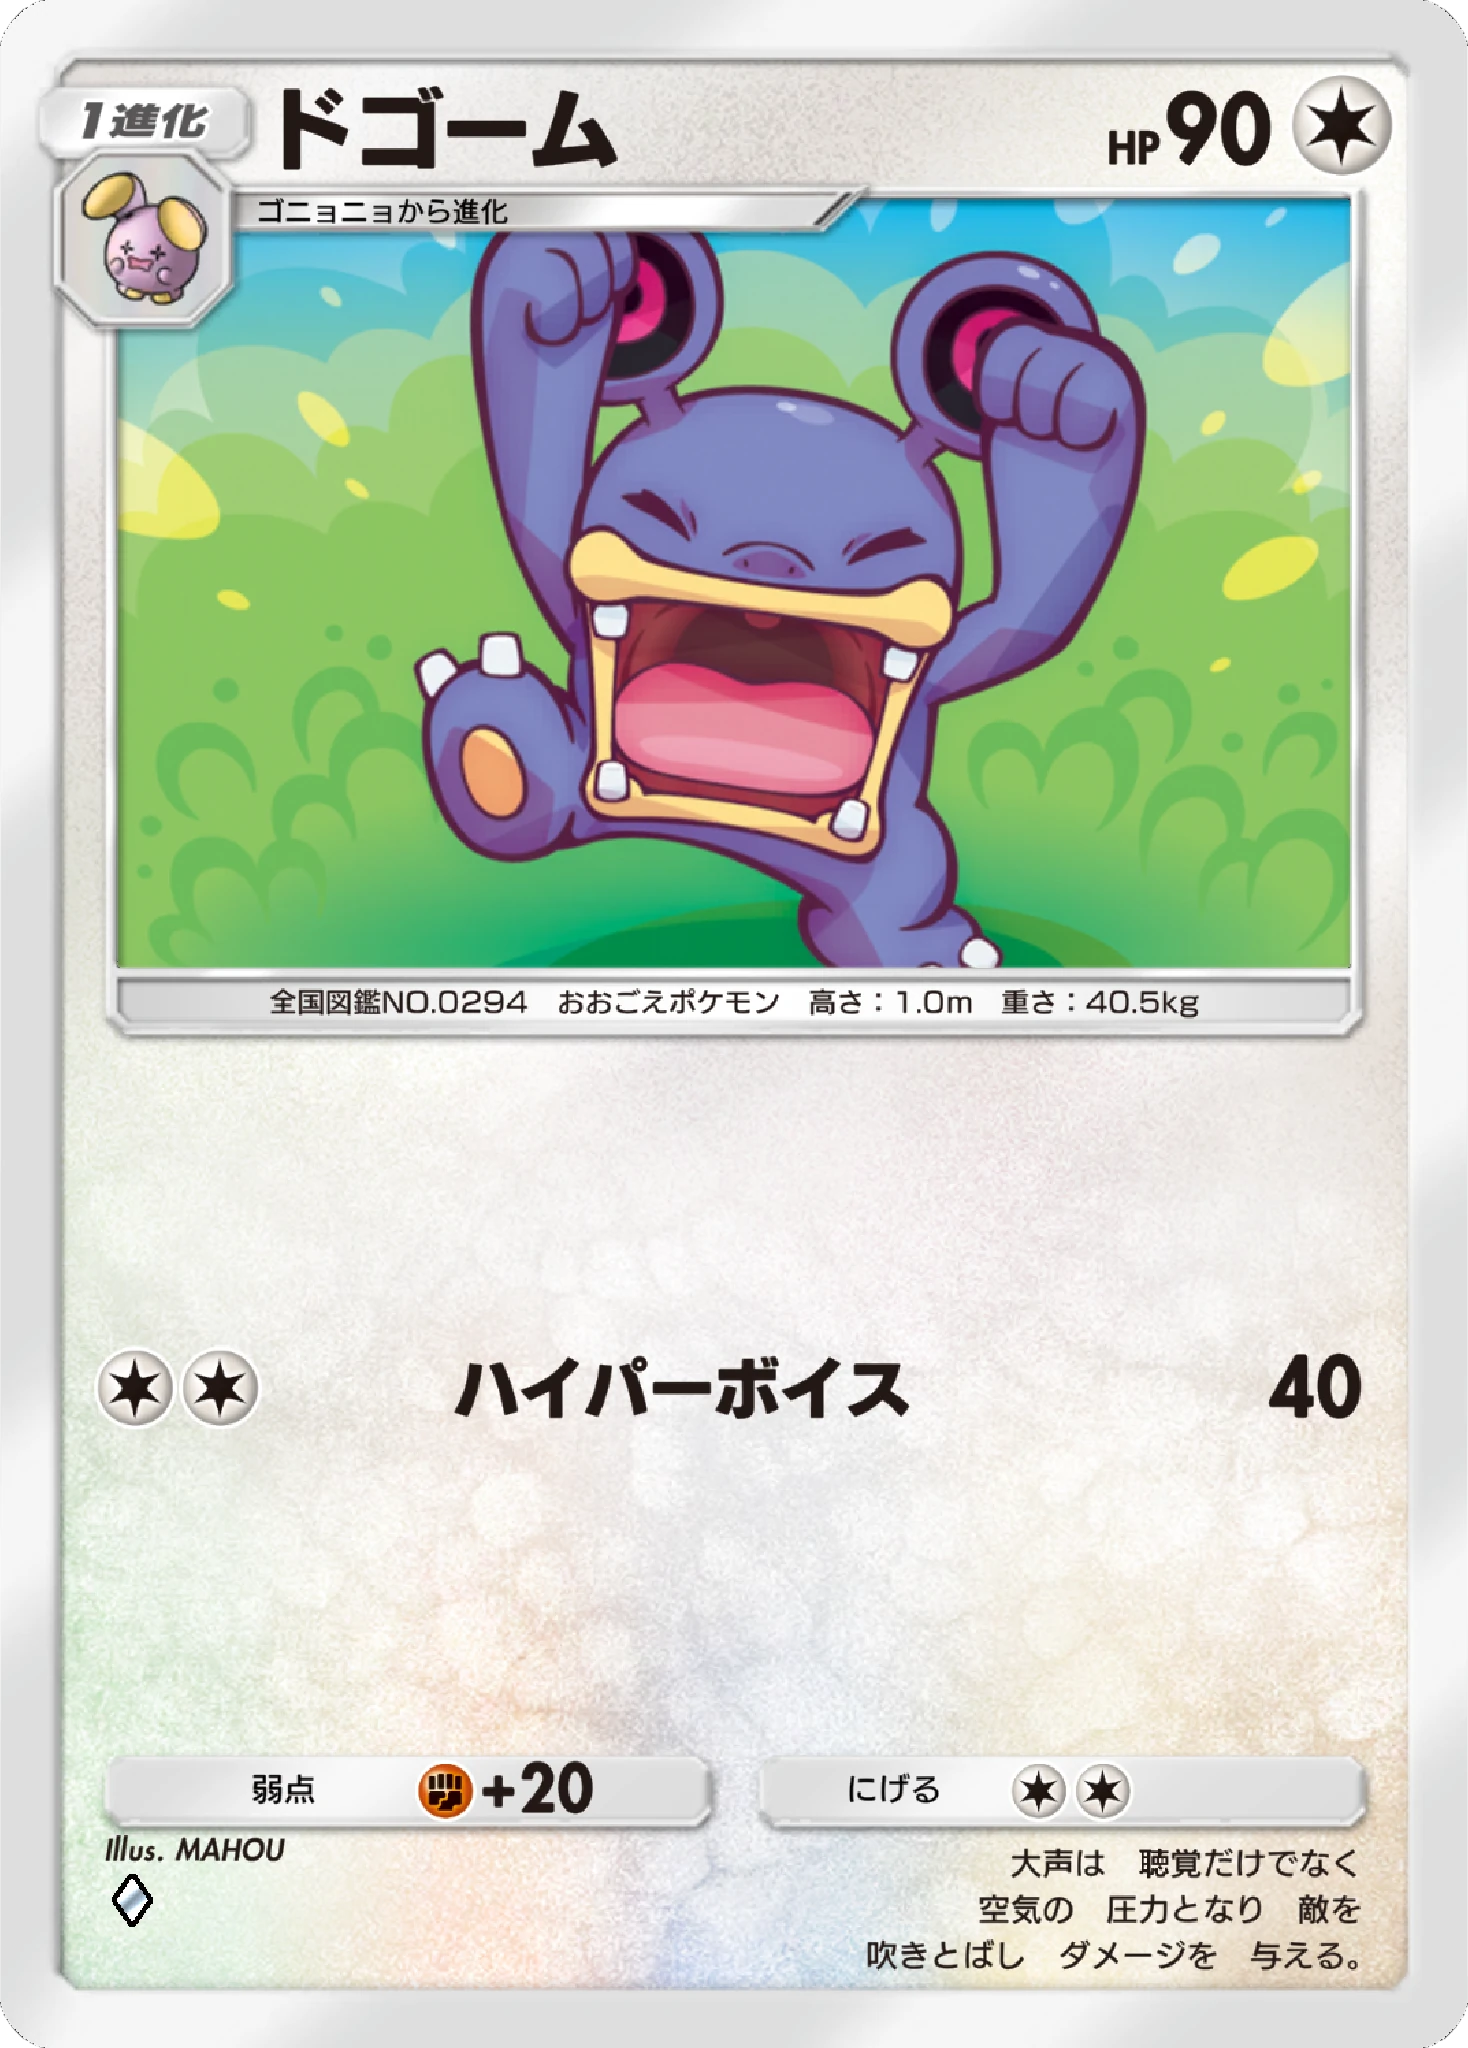 1進化
ドゴーム
HP90
ゴニョニョから進化
全国図鑑NO.0294　おおごえポケモン　高さ：1.0m　重さ：40.5kg
ハイパーボイス　40
弱点　+20
にげる
Illus. MAHOU
大声は　聴覚だけでなく
空気の　圧力となり　敵を
吹きとばし　ダメージを　与える。